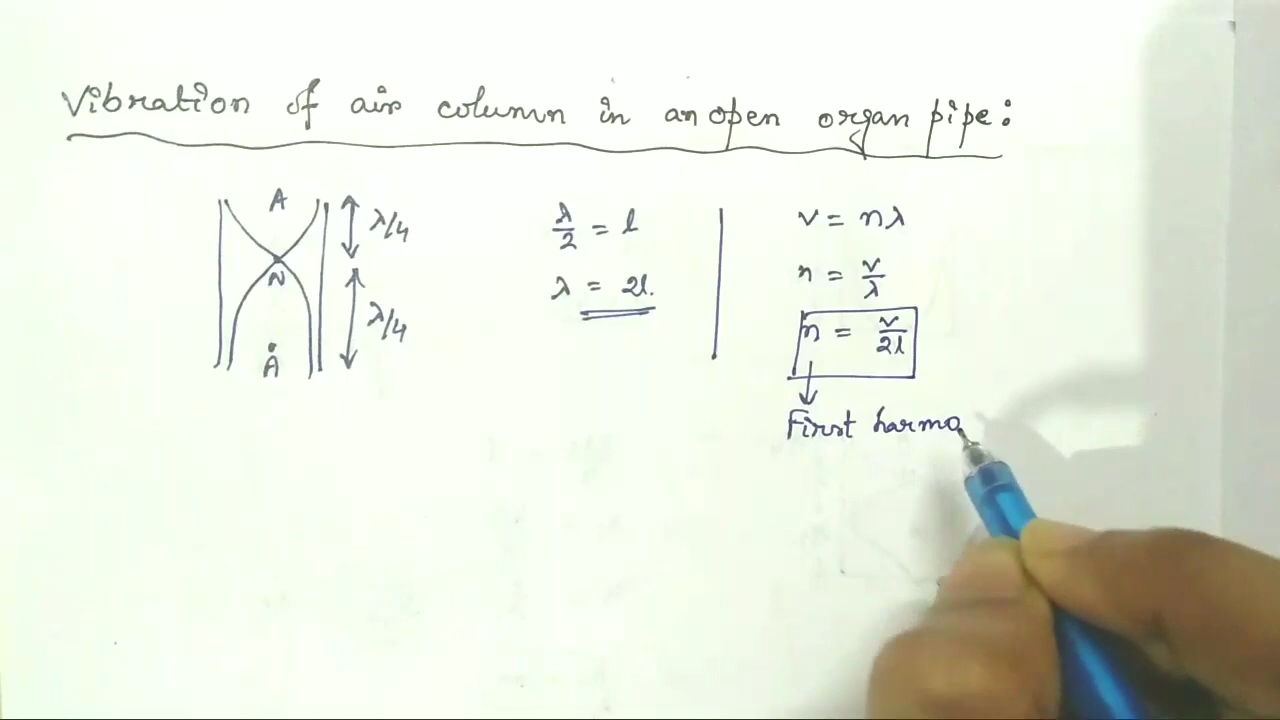 Vibration of air column in an open organ pipe:
A
λ/4
N
λ/4
A
λ/2 = l
λ = 2l.
v = nλ
n = v/λ
n = v/2l
First harmo